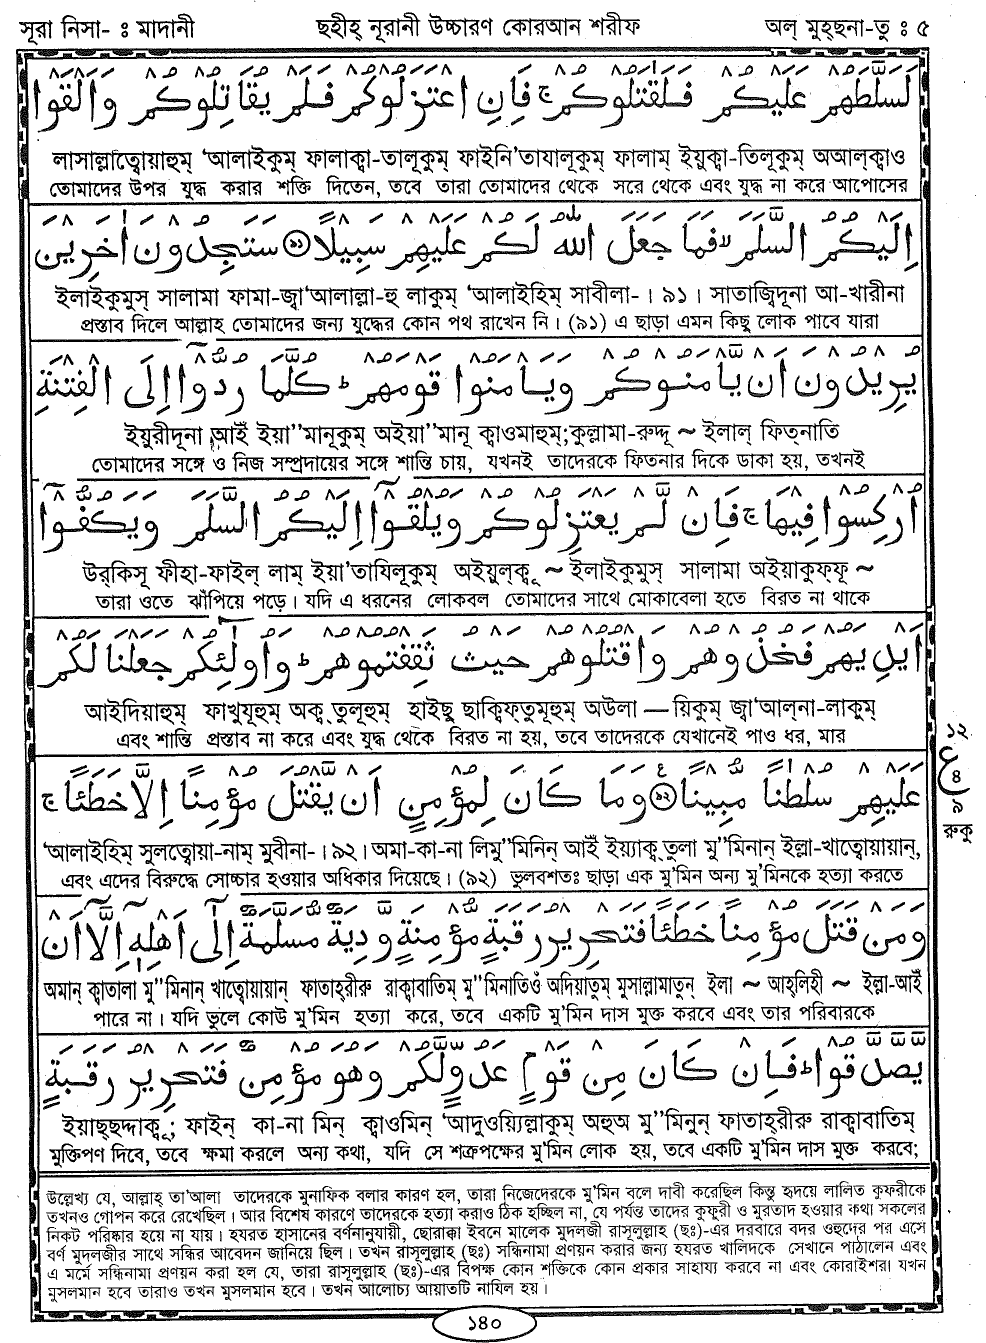 সূরা নিসা- : মাদানী ছহীহ্ নূরানী উচ্চারণ কোরআন শরীফ অল্ মুহ্ছনা-তু : ৫
لَسَلَّطَهُمْ عَلَيْكُمْ فَلَقٰتَلُوْكُمْ ۚ فَاِنِ اعْتَزَلُوْكُمْ فَلَمْ يُقَاتِلُوْكُمْ وَاَلْقَوْا
লাসাল্লাত্বোয়াহুম্ ‘আলাইকুম্ ফালাক্বা-তালূকুম্ ফাইনি’তাযালূকুম্ ফালাম্ ইয়ুক্বা-তিলূকুম্ অআল্ক্বাও
তোমাদের উপর যুদ্ধ করার শক্তি দিতেন, তবে তারা তোমাদের থেকে সরে থেকে এবং যুদ্ধ না করে আপোসের
اِلَيْكُمُ السَّلَمَ ۙ فَمَا جَعَلَ اللّٰهُ لَكُمْ عَلَيْهِمْ سَبِيْلًا ﴿٩١﴾ سَتَجِدُوْنَ اٰخَرِيْنَ
ইলাইকুমুস্ সালামা ফামা-জ্বা‘আলাল্লা-হু লাকুম্ ‘আলাইহিম্ সাবীলা-। ৯১। সাতাজ্বিদূনা আ-খারীনা
প্রস্তাব দিলে আল্লাহ তোমাদের জন্য যুদ্ধের কোন পথ রাখেন নি। (৯১) এ ছাড়া এমন কিছু লোক পাবে যারা
يُرِيْدُوْنَ اَنْ يَّاْمَنُوْكُمْ وَيَاْمَنُوْا قَوْمَهُمْ ؕ كُلَّمَا رُدُّوْۤا اِلَى الْفِتْنَةِ
ইয়ুরীদূনা আইঁ ইয়া”মানূকুম্ অইয়া”মানূ ক্বাওমাহুম্;কুল্লামা-রুদ্দূ ~ ইলাল্ ফিত্নাতি
তোমাদের সঙ্গে ও নিজ সম্প্রদায়ের সঙ্গে শান্তি চায়, যখনই তাদেরকে ফিতনার দিকে ডাকা হয়, তখনই
اُرْكِسُوْا فِيْهَا ۚ فَاِنْ لَّمْ يَعْتَزِلُوْكُمْ وَيُلْقُوْۤا اِلَيْكُمُ السَّلَمَ وَيَكُفُّوْۤا
উর্কিসূ ফীহা-ফাইল্ লাম্ ইয়া’তাযিলূকুম্ অইয়ুল্ক্বূ ~ ইলাইকুমুস্ সালামা অইয়াকুফ্ফূ ~
তারা ওতে ঝাঁপিয়ে পড়ে। যদি এ ধরনের লোকবল তোমাদের সাথে মোকাবেলা হতে বিরত না থাকে
اَيْدِيَهُمْ فَخُذُوْهُمْ وَاقْتُلُوْهُمْ حَيْثُ ثَقِفْتُمُوْهُمْ ؕ وَاُولٰٓئِكُمْ جَعَلْنَا لَكُمْ
আইদিয়াহুম্ ফাখুযূহুম্ অক্ব্তুলূহুম্ হাইছু ছাক্বিফ্তুমূহুম্ অউলা — য়িকুম্ জ্বা‘আল্না-লাকুম্
এবং শান্তি প্রস্তাব না করে এবং যুদ্ধ থেকে বিরত না হয়, তবে তাদেরকে যেখানেই পাও ধর, মার
১২
ع
৪
৯
রুকু
عَلَيْهِمْ سُلْطٰنًا مُّبِيْنًا ﴿٩٢﴾ وَمَا كَانَ لِمُؤْمِنٍ اَنْ يَّقْتُلَ مُؤْمِنًا اِلَّا خَطَئًا ۚ
‘আলাইহিম্ সুল্ত্বোয়া-নাম্ মুবীনা-। ৯২। অমা-কা-না লিমু”মিনিন্ আইঁ ইয়্যাক্ব্তুলা মু”মিনান্ ইল্লা-খাত্বোয়ায়ান্,
এবং এদের বিরুদ্ধে সোচ্চার হওয়ার অধিকার দিয়েছে। (৯২) ভুলবশতঃ ছাড়া এক মু’মিন অন্য মু’মিনকে হত্যা করতে
وَمَنْ قَتَلَ مُؤْمِنًا خَطَئًا فَتَحْرِيْرُ رَقَبَةٍ مُّؤْمِنَةٍ وَّدِيَةٌ مُّسَلَّمَةٌ اِلٰٓى اَهْلِهٖۤ اِلَّاۤ اَنْ
অমান্ ক্বাতালা মু”মিনান্ খাত্বোয়ায়ান্ ফাতাহ্রীরু রাক্বাবাতিম্ মু”মিনাতিওঁ অদিয়াতুম্ মুসাল্লামাতুন্ ইলা ~ আহ্লিহী ~ ইল্লা-আইঁ
পারে না। যদি ভুলে কোউ মু’মিন হত্যা করে, তবে একটি মু’মিন দাস মুক্ত করবে এবং তার পরিবারকে
يَّصَّدَّقُوْا ؕ فَاِنْ كَانَ مِنْ قَوْمٍ عَدُوٍّ لَّكُمْ وَهُوَ مُؤْمِنٌ فَتَحْرِيْرُ رَقَبَةٍ
ইয়াছ্ছদ্দাক্বূ; ফাইন্ কা-না মিন্ ক্বাওমিন্ ‘আদুওয়্যিল্লাকুম্ অহুঅ মু”মিনুন্ ফাতাহ্রীরু রাক্বাবাতিম্
মুক্তিপণ দিবে, তবে ক্ষমা করলে অন্য কথা, যদি সে শত্রুপক্ষের মু’মিন লোক হয়, তবে একটি মু’মিন দাস মুক্ত করবে;
উল্লেখ্য যে, আল্লাহ্ তা‘আলা তাদেরকে মুনাফিক বলার কারণ হল, তারা নিজেদেরকে মু’মিন বলে দাবী করেছিল কিন্তু হৃদয়ে লালিত কুফরীকে
তখনও গোপন করে রেখেছিল। আর বিশেষ কারণে তাদেরকে হত্যা করাও ঠিক হচ্ছিল না, যে পর্যন্ত তাদের কুফূরী ও মুরতাদ হওয়ার কথা সকলের
নিকট পরিষ্কার হয়ে না যায়। হযরত হাসানের বর্ণনানুযায়ী, ছোরাক্কা ইবনে মালেক মুদলজী রাসূলুল্লাহ (ছঃ)-এর দরবারে বদর ওহুদের পর এসে
বর্ণ মুদলজীর সাথে সন্ধির আবেদন জানিয়ে ছিল। তখন রাসূলুল্লাহ (ছঃ) সন্ধিনামা প্রণয়ন করার জন্য হযরত খালিদকে সেখানে পাঠালেন এবং
এ মর্মে সন্ধিনামা প্রণয়ন করা হল যে, তারা রাসূলুল্লাহ (ছঃ)-এর বিপক্ষ কোন শক্তিকে কোন প্রকার সাহায্য করবে না এবং কোরাইশরা যখন
মুসলমান হবে তারাও তখন মুসলমান হবে। তখন আলোচ্য আয়াতটি নাযিল হয়।
১৪০